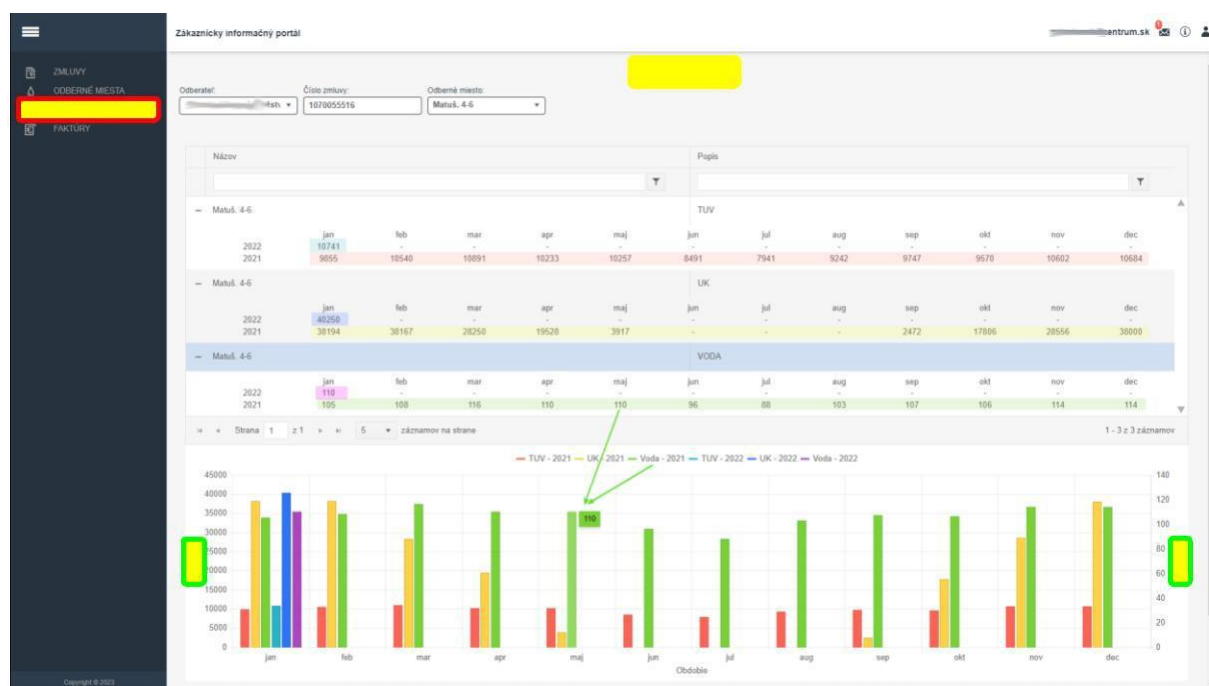 Zákaznícky informačný portál
entrum.sk
1
ZMLUVY
ODBERNÉ MIESTA
FAKTÚRY
Odberateľ: Číslo zmluvy: Odberné miesto:
1070055516 Matuš. 4-6
Názov Popis
Matuš. 4-6 TUV
jan feb mar apr maj jun jul aug sep okt nov dec
2022 10741 - - - - - - - - - - -
2021 9855 10540 10891 10233 10257 8491 7941 9242 9747 9570 10602 10684
Matuš. 4-6 UK
jan feb mar apr maj jun jul aug sep okt nov dec
2022 40250 - - - - - - - - - - -
2021 38194 38167 28250 19528 3917 - - - 2472 17806 28556 38000
Matuš. 4-6 VODA
jan feb mar apr maj jun jul aug sep okt nov dec
2022 110 - - - - - - - - - - -
2021 105 108 116 110 110 96 88 103 107 106 114 114
Strana 1 z 1 5 záznamov na strane 1 - 3 z 3 záznamov
TUV - 2021 UK - 2021 Voda - 2021 TUV - 2022 UK - 2022 Voda - 2022
45000 140
40000 120
35000 100
110
30000 80
25000 60
20000 40
15000 20
10000 0
5000
0
jan feb mar apr maj jun jul aug sep okt nov dec
Obdobie
Copyright © 2023